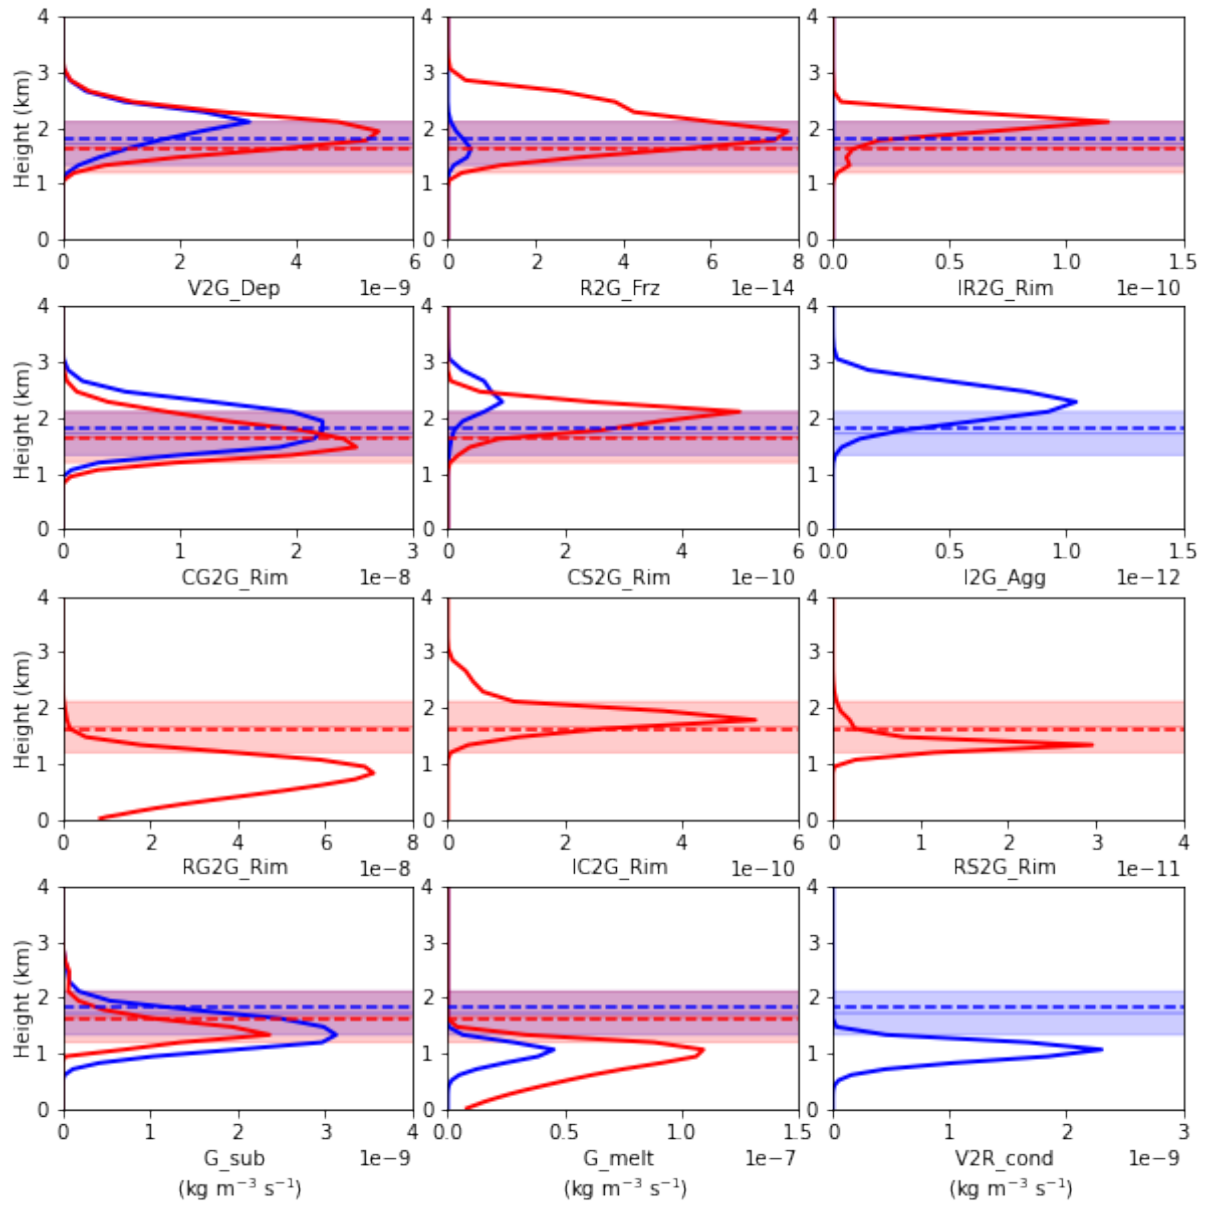 4 4 4
3 3 3
Height (km) 2 2 2
1 1 1
0 0 0
0 2 4 6 0 2 4 6 8 0.0 0.5 1.0 1.5
V2G_Dep 1e−9 R2G_Frz 1e−14 IR2G_Rim 1e−10
4 4 4
3 3 3
Height (km) 2 2 2
1 1 1
0 0 0
0 1 2 3 0 2 4 6 0.0 0.5 1.0 1.5
CG2G_Rim 1e−8 CS2G_Rim 1e−10 I2G_Agg 1e−12
4 4 4
3 3 3
Height (km) 2 2 2
1 1 1
0 0 0
0 2 4 6 8 0 2 4 6 0 1 2 3 4
RG2G_Rim 1e−8 IC2G_Rim 1e−10 RS2G_Rim 1e−11
4 4 4
3 3 3
Height (km) 2 2 2
1 1 1
0 0 0
0 1 2 3 4 0.0 0.5 1.0 1.5 0 1 2 3
G_sub 1e−9 G_melt 1e−7 V2R_cond 1e−9
(kg m⁻³ s⁻¹) (kg m⁻³ s⁻¹) (kg m⁻³ s⁻¹)